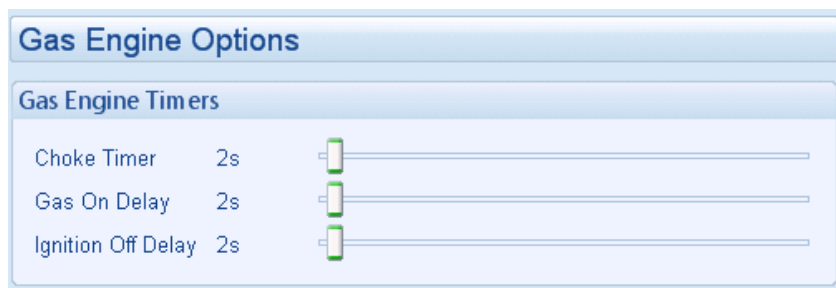 Gas Engine Options
Gas Engine Timers
Choke Timer 2s
Gas On Delay 2s
Ignition Off Delay 2s